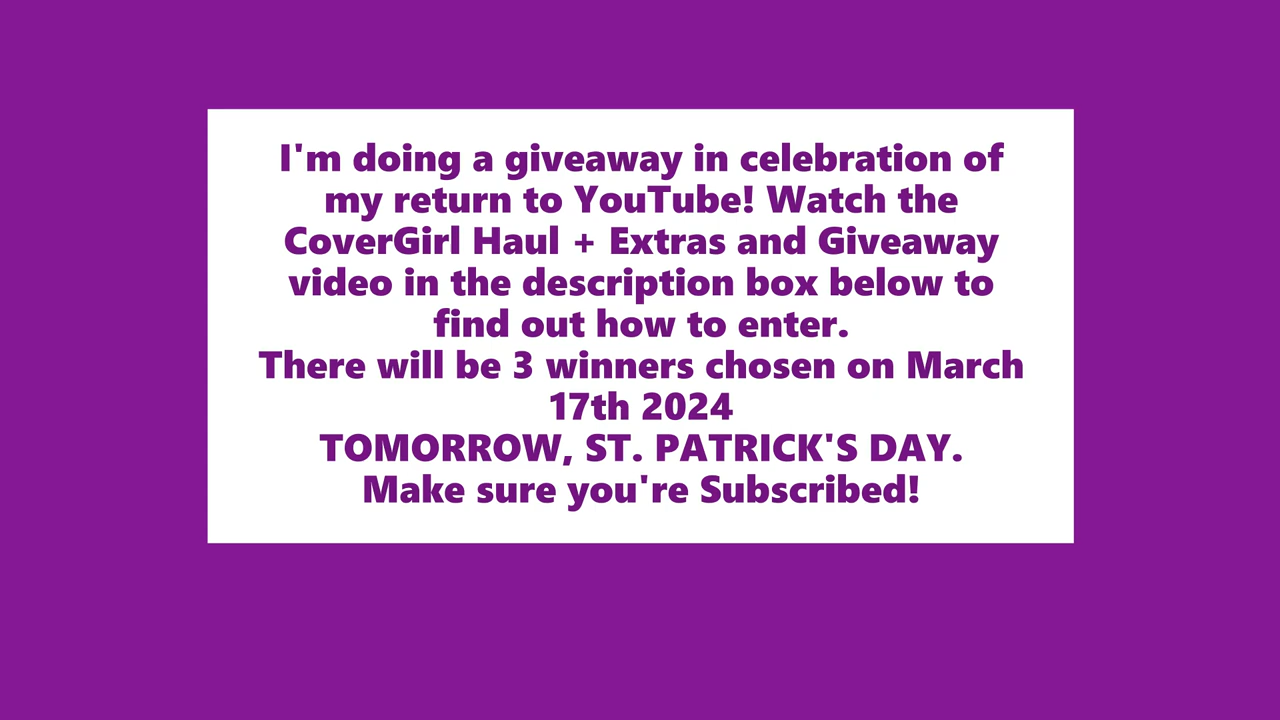 I'm doing a giveaway in celebration of
my return to YouTube! Watch the
CoverGirl Haul + Extras and Giveaway
video in the description box below to
find out how to enter.
There will be 3 winners chosen on March
17th 2024
TOMORROW, ST. PATRICK'S DAY.
Make sure you're Subscribed!